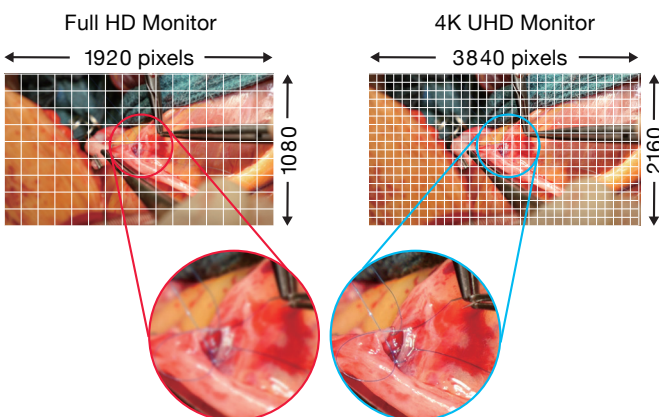 Full HD Monitor
1920 pixels
1080
4K UHD Monitor
3840 pixels
2160